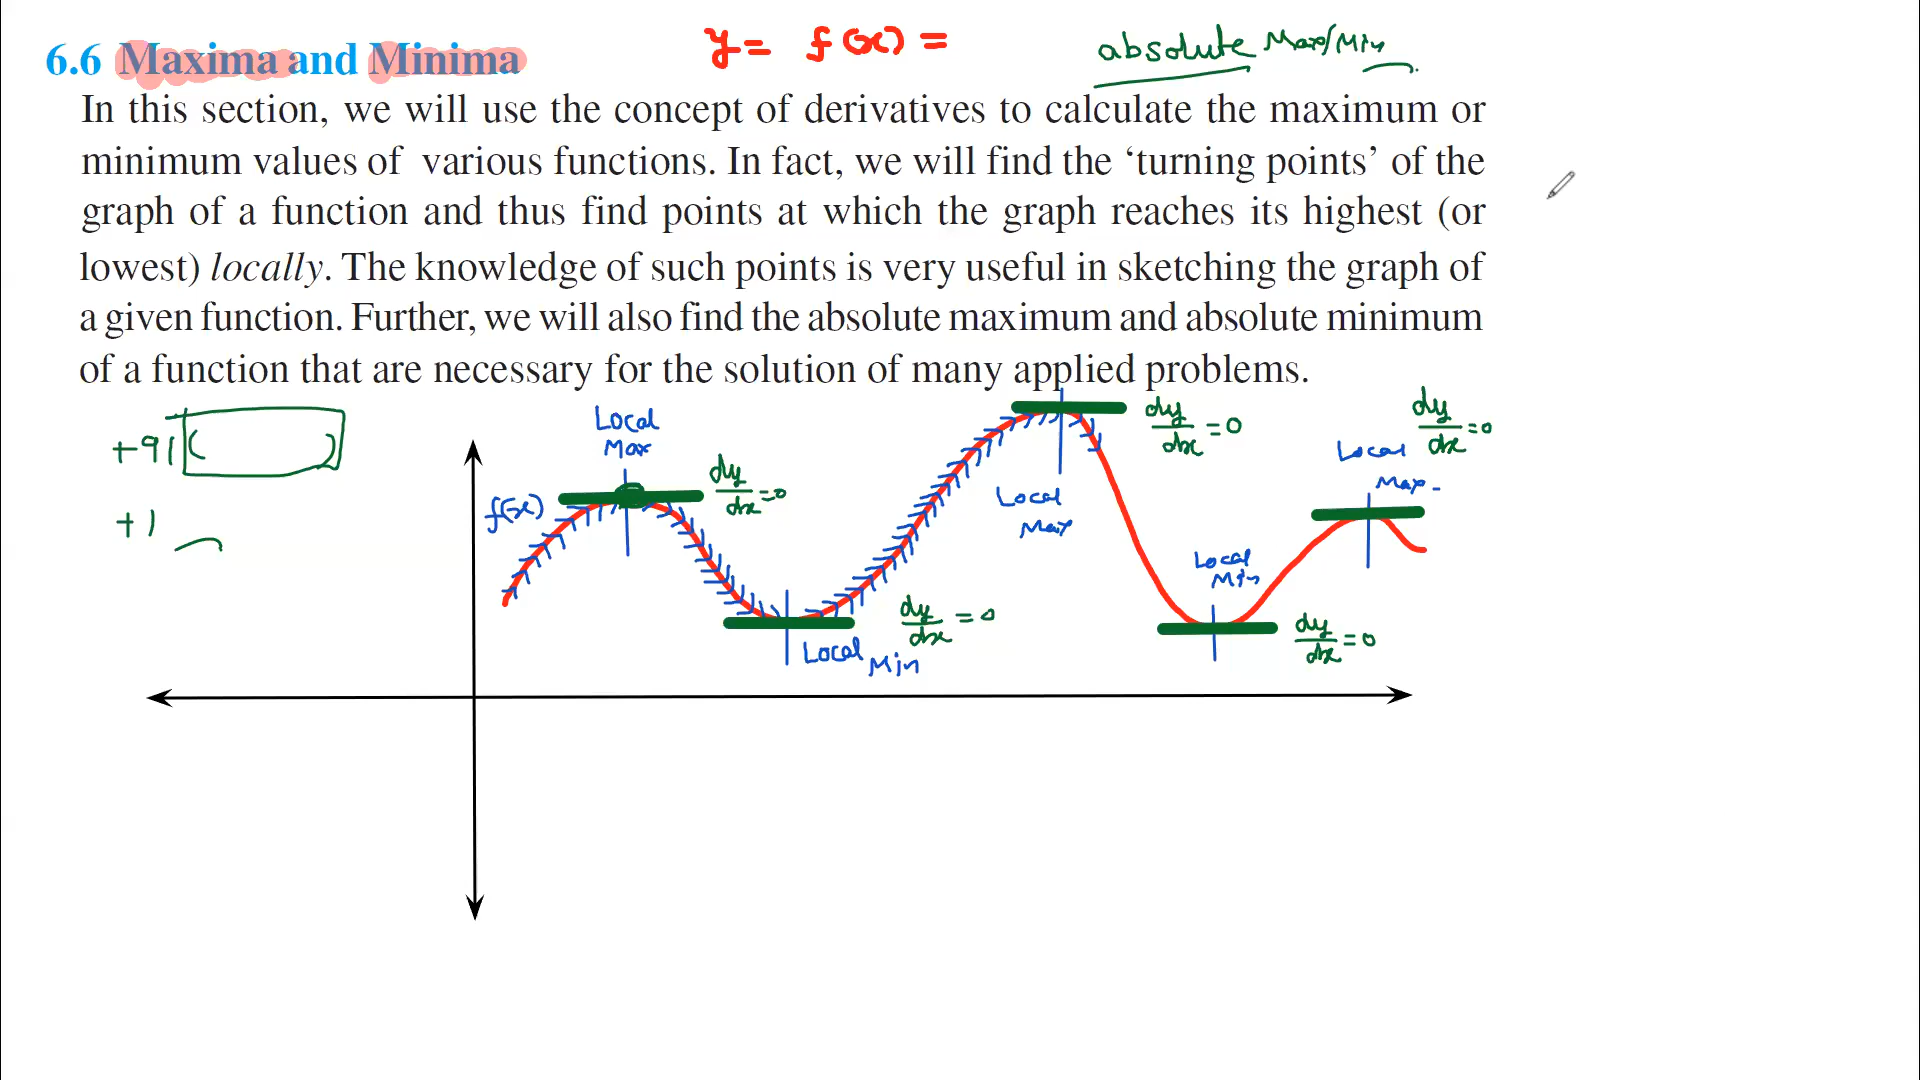 6.6 Maxima and Minima
y = f(x) =
absolute Max/Min
In this section, we will use the concept of derivatives to calculate the maximum or
minimum values of various functions. In fact, we will find the ‘turning points’ of the
graph of a function and thus find points at which the graph reaches its highest (or
lowest) locally. The knowledge of such points is very useful in sketching the graph of
a given function. Further, we will also find the absolute maximum and absolute minimum
of a function that are necessary for the solution of many applied problems.
+91 ( )
+1
f(x)
Local
Max
dy/dx = 0
Local Min
dy/dx = 0
Local
Max
dy/dx = 0
Local
Min
dy/dx = 0
Local
Max.
dy/dx = 0